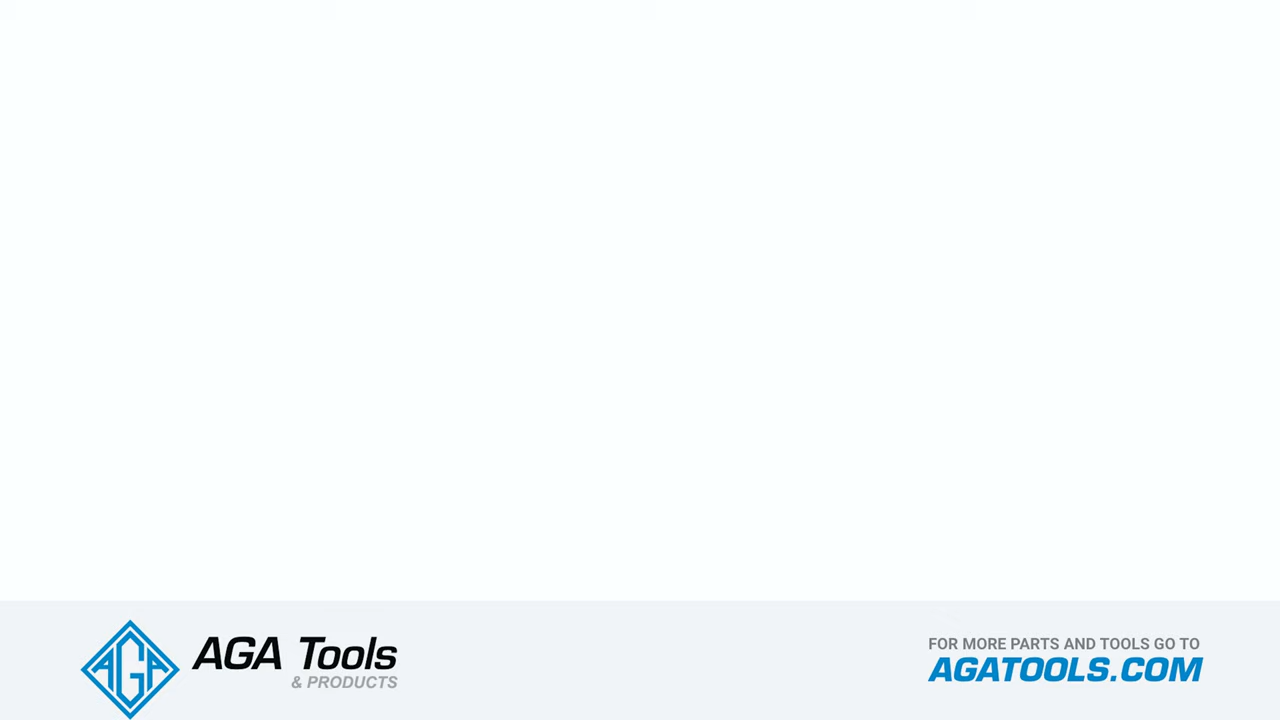 AGA
AGA Tools
& PRODUCTS
FOR MORE PARTS AND TOOLS GO TO
AGATOOLS.COM